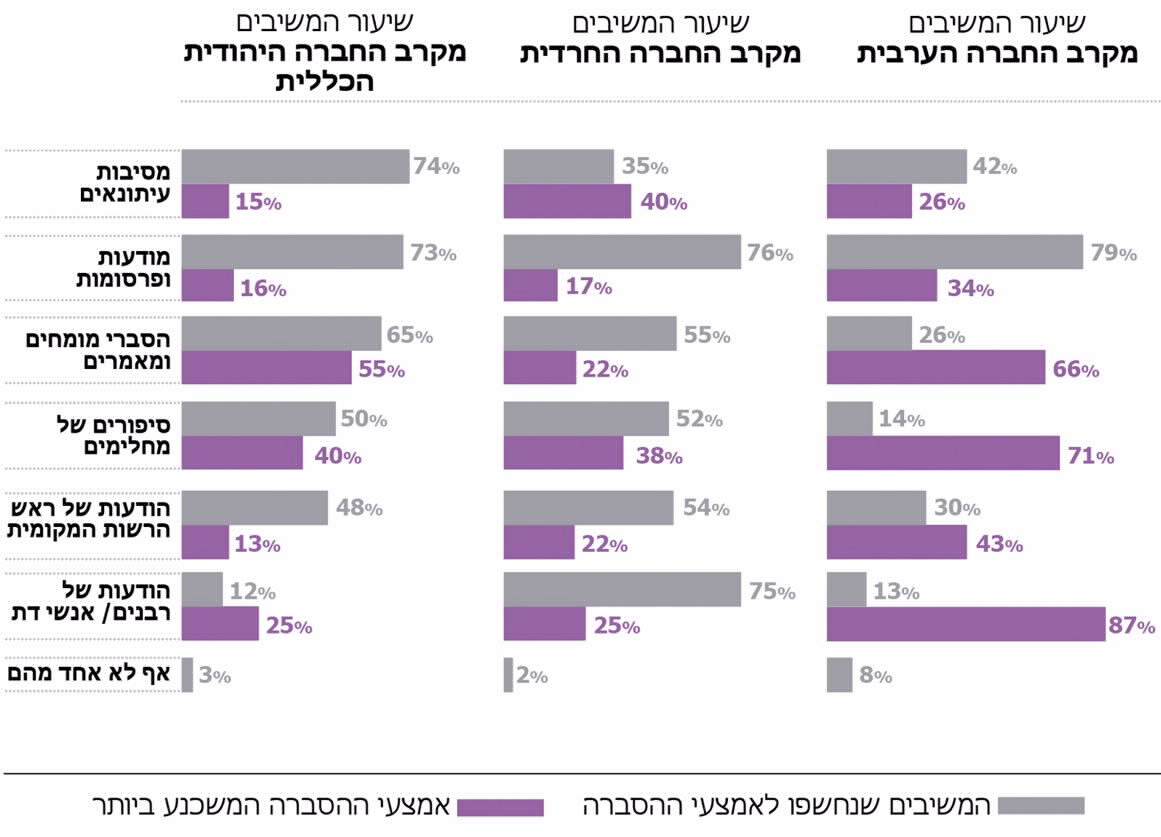 שיעור המשיבים
מקרב החברה הערבית
שיעור המשיבים
מקרב החברה החרדית
שיעור המשיבים
מקרב החברה היהודית
הכללית
מסיבות
עיתונאים
74%
15%
35%
40%
42%
26%
מודעות
ופרסומות
73%
16%
76%
17%
79%
34%
הסברי מומחים
ומאמרים
65%
55%
55%
22%
26%
66%
סיפורים של
מחלימים
50%
40%
52%
38%
14%
71%
הודעות של ראש
הרשות המקומית
48%
13%
54%
22%
30%
43%
הודעות של
רבנים/ אנשי דת
12%
25%
75%
25%
13%
87%
אף לא אחד מהם
3%
2%
8%
המשיבים שנחשפו לאמצעי ההסברה
אמצעי ההסברה המשכנע ביותר